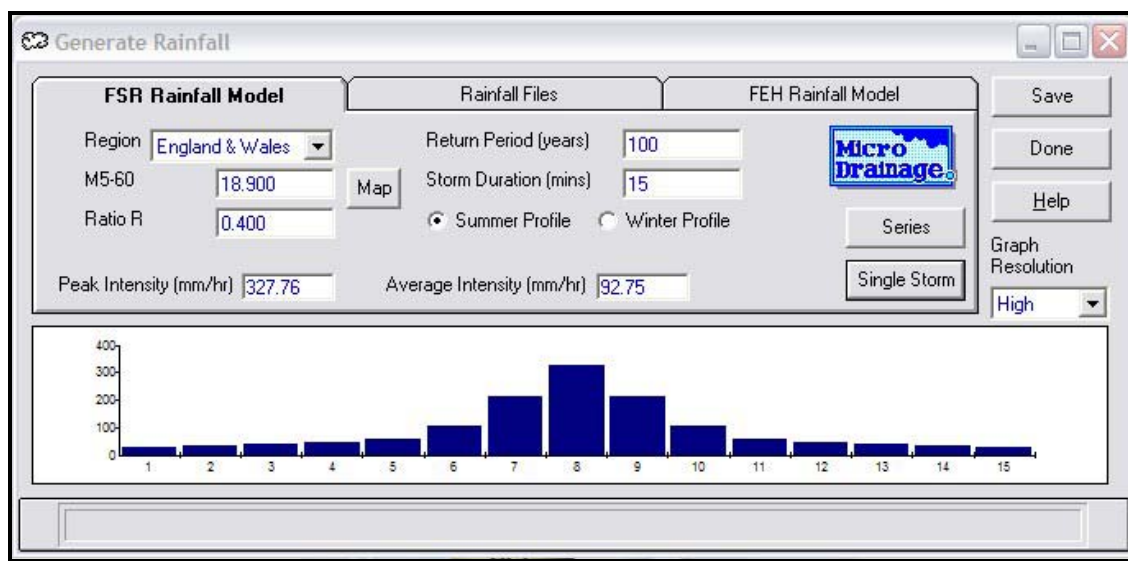 Generate Rainfall
FSR Rainfall Model
Rainfall Files
FEH Rainfall Model
Save
Done
Help
Region England & Wales
Return Period (years) 100
M5-60 18.900
Map
Storm Duration (mins) 15
Ratio R 0.400
Summer Profile
Winter Profile
Micro
Drainage
Series
Single Storm
Peak Intensity (mm/hr) 327.76
Average Intensity (mm/hr) 92.75
Graph
Resolution
High
400
300
200
100
0
1 2 3 4 5 6 7 8 9 10 11 12 13 14 15